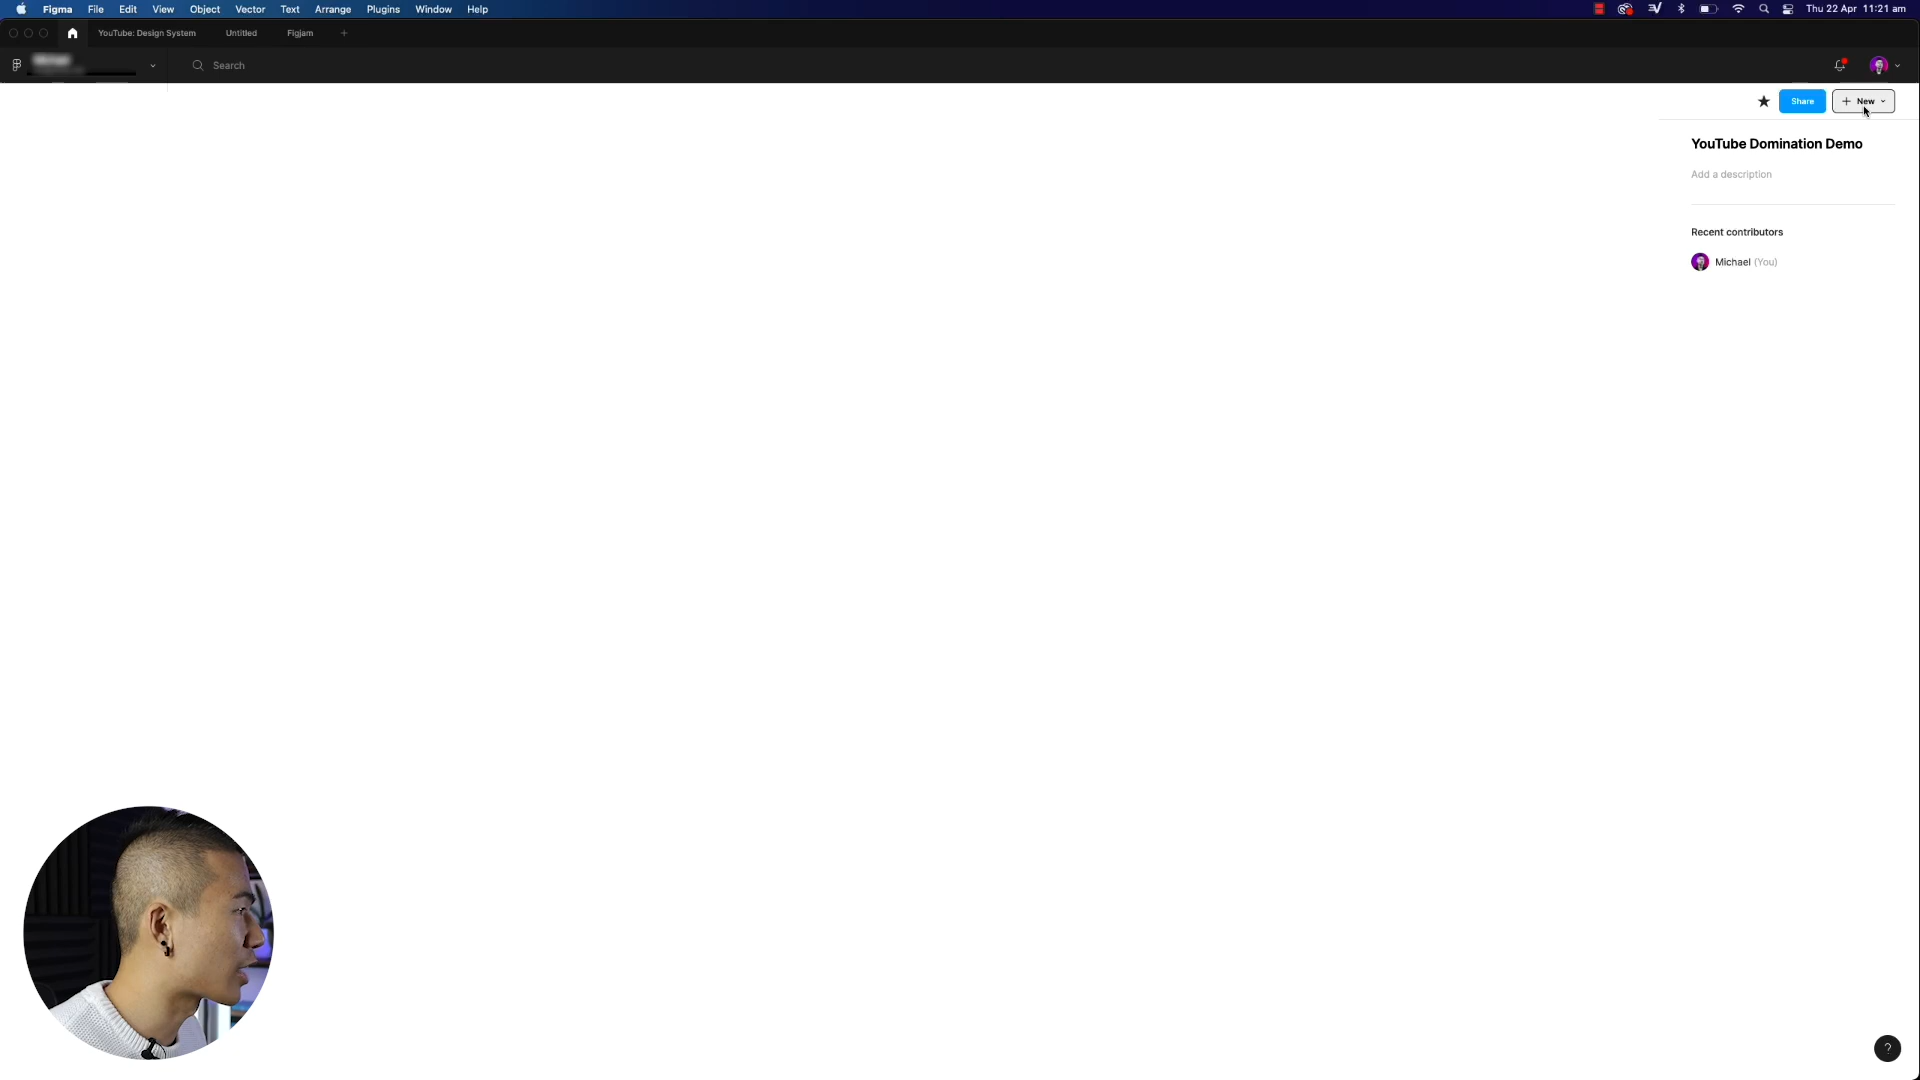 Figma File Edit View Object Vector Text Arrange Plugins Window Help Thu 22 Apr 11:21 am
YouTube: Design System Untitled Figjam
Search
Share New
YouTube Domination Demo
Add a description
Recent contributors
Michael (You)
?